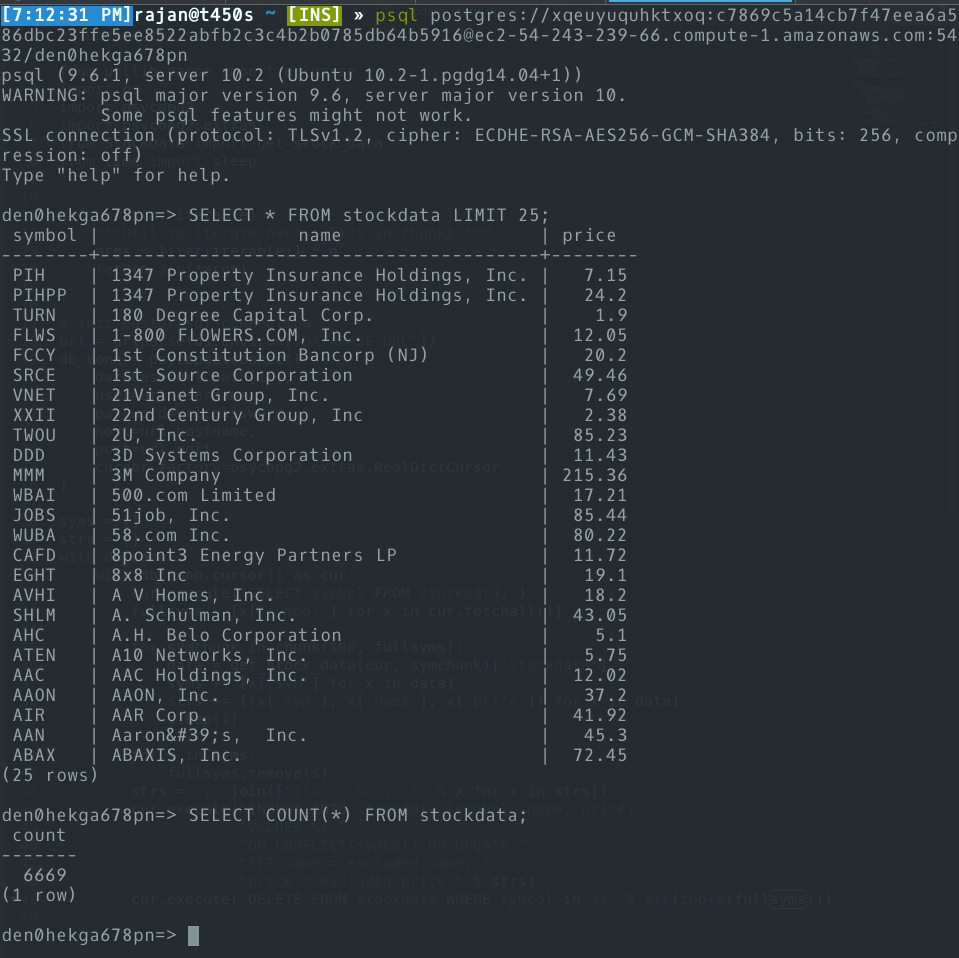 [7:12:31 PM]rajan@t450s ~ [INS] » psql postgres://xqeuyuquhktxoq:c7869c5a14cb7f47eea6a5
86dbc23ffe5ee8522abfb2c3c4b2b0785db64b5916@ec2-54-243-239-66.compute-1.amazonaws.com:54
32/den0hekga678pn
psql (9.6.1, server 10.2 (Ubuntu 10.2-1.pgdg14.04+1))
WARNING: psql major version 9.6, server major version 10.
         Some psql features might not work.
SSL connection (protocol: TLSv1.2, cipher: ECDHE-RSA-AES256-GCM-SHA384, bits: 256, comp
ression: off)
Type "help" for help.

den0hekga678pn=> SELECT * FROM stockdata LIMIT 25;
 symbol |                  name                  | price
--------+----------------------------------------+--------
 PIH    | 1347 Property Insurance Holdings, Inc. |   7.15
 PIHPP  | 1347 Property Insurance Holdings, Inc. |   24.2
 TURN   | 180 Degree Capital Corp.               |    1.9
 FLWS   | 1-800 FLOWERS.COM, Inc.                |  12.05
 FCCY   | 1st Constitution Bancorp (NJ)          |   20.2
 SRCE   | 1st Source Corporation                 |  49.46
 VNET   | 21Vianet Group, Inc.                   |   7.69
 XXII   | 22nd Century Group, Inc                |   2.38
 TWOU   | 2U, Inc.                               |  85.23
 DDD    | 3D Systems Corporation                 |  11.43
 MMM    | 3M Company                             | 215.36
 WBAI   | 500.com Limited                        |  17.21
 JOBS   | 51job, Inc.                            |  85.44
 WUBA   | 58.com Inc.                            |  80.22
 CAFD   | 8point3 Energy Partners LP             |  11.72
 EGHT   | 8x8 Inc                                |   19.1
 AVHI   | A V Homes, Inc.                        |   18.2
 SHLM   | A. Schulman, Inc.                      |  43.05
 AHC    | A.H. Belo Corporation                  |    5.1
 ATEN   | A10 Networks, Inc.                     |   5.75
 AAC    | AAC Holdings, Inc.                     |  12.02
 AAON   | AAON, Inc.                             |   37.2
 AIR    | AAR Corp.                              |  41.92
 AAN    | Aaron&#39;s,  Inc.                     |   45.3
 ABAX   | ABAXIS, Inc.                           |  72.45
(25 rows)

den0hekga678pn=> SELECT COUNT(*) FROM stockdata;
 count
-------
  6669
(1 row)

den0hekga678pn=>